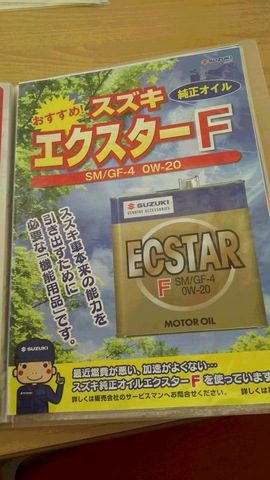 SUZUKI
おすすめ!
スズキ
純正オイル
エクスターF
SM/GF-4 0W-20
スズキ車本来の能力を
引き出すために
必要な「機能用品」です。
SUZUKI
GENUINE ACCESSORIES
ECSTAR
F SM/GF-4
0W-20
MOTOR OIL
SUZUKI
最近燃費が悪い、加速がよくない…
スズキ純正オイルエクスターFを使っています
詳しくは販売会社のサービスマンへお問合せください。
詳しくは